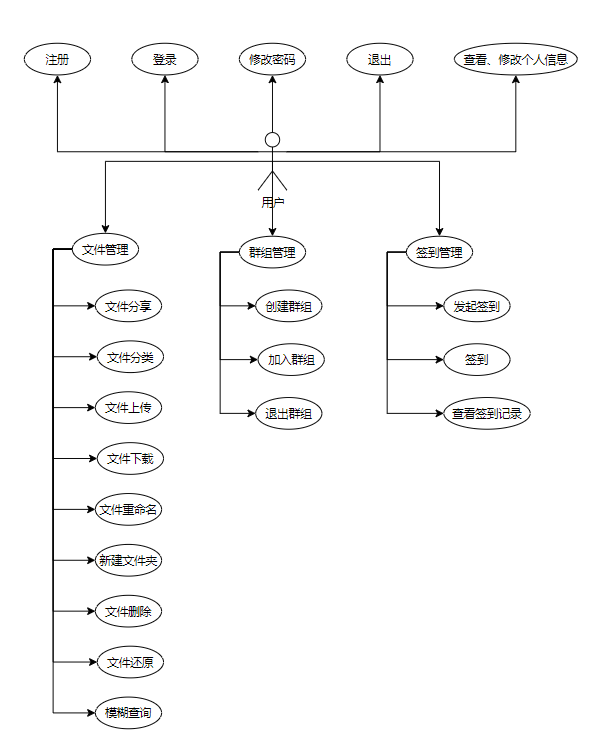 注册
登录
修改密码
退出
查看、修改个人信息
用户
文件管理
群组管理
签到管理
文件分享
创建群组
发起签到
文件分类
加入群组
签到
文件上传
退出群组
查看签到记录
文件下载
文件重命名
新建文件夹
文件删除
文件还原
模糊查询